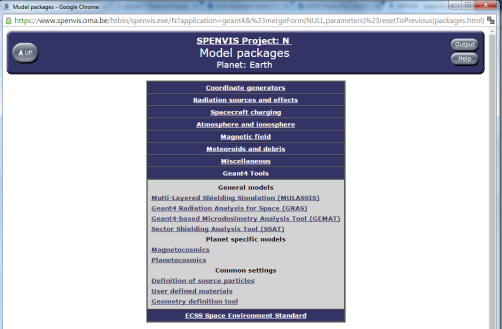 Model packages - Google Chrome
https://www.spenvis.oma.be/htbin/spenvis.exe/N?application=geant4&%23mergeForm(NULL,parameters)%23resetToPrevious(packages.html)
UP
SPENVIS Project: N
Model packages
Planet: Earth
Output
Help
Coordinate generators
Radiation sources and effects
Spacecraft charging
Atmosphere and ionosphere
Magnetic field
Meteoroids and debris
Miscellaneous
Geant4 Tools
General models
Multi-Layered Shielding Simulation (MULASSIS)
Geant4 Radiation Analysis for Space (GRAS)
Geant4-based Microdosimetry Analysis Tool (GEMAT)
Sector Shielding Analysis Tool (SSAT)
Planet specific models
Magnetocosmics
Planetocosmics
Common settings
Definition of source particles
User defined materials
Geometry definition tool
ECSS Space Environment Standard